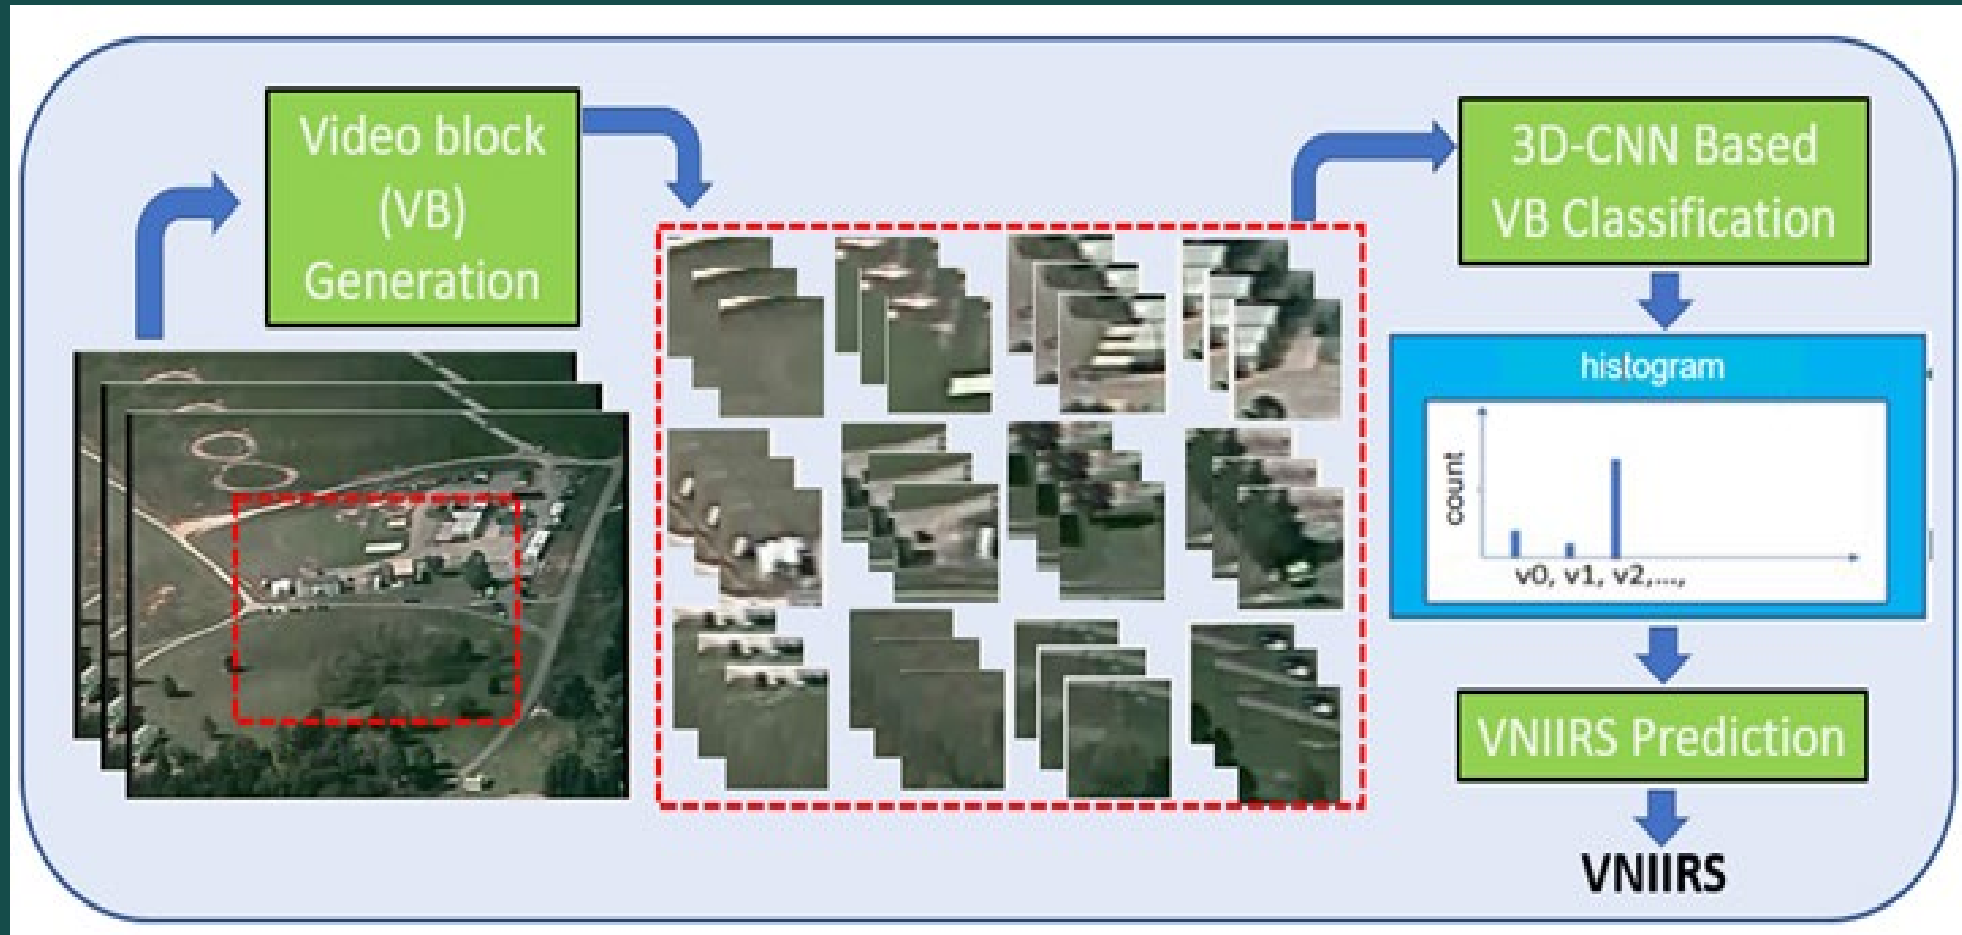 Video block
(VB)
Generation
3D-CNN Based
VB Classification
histogram
count
v0, v1, v2,...,
VNIIRS Prediction
VNIIRS